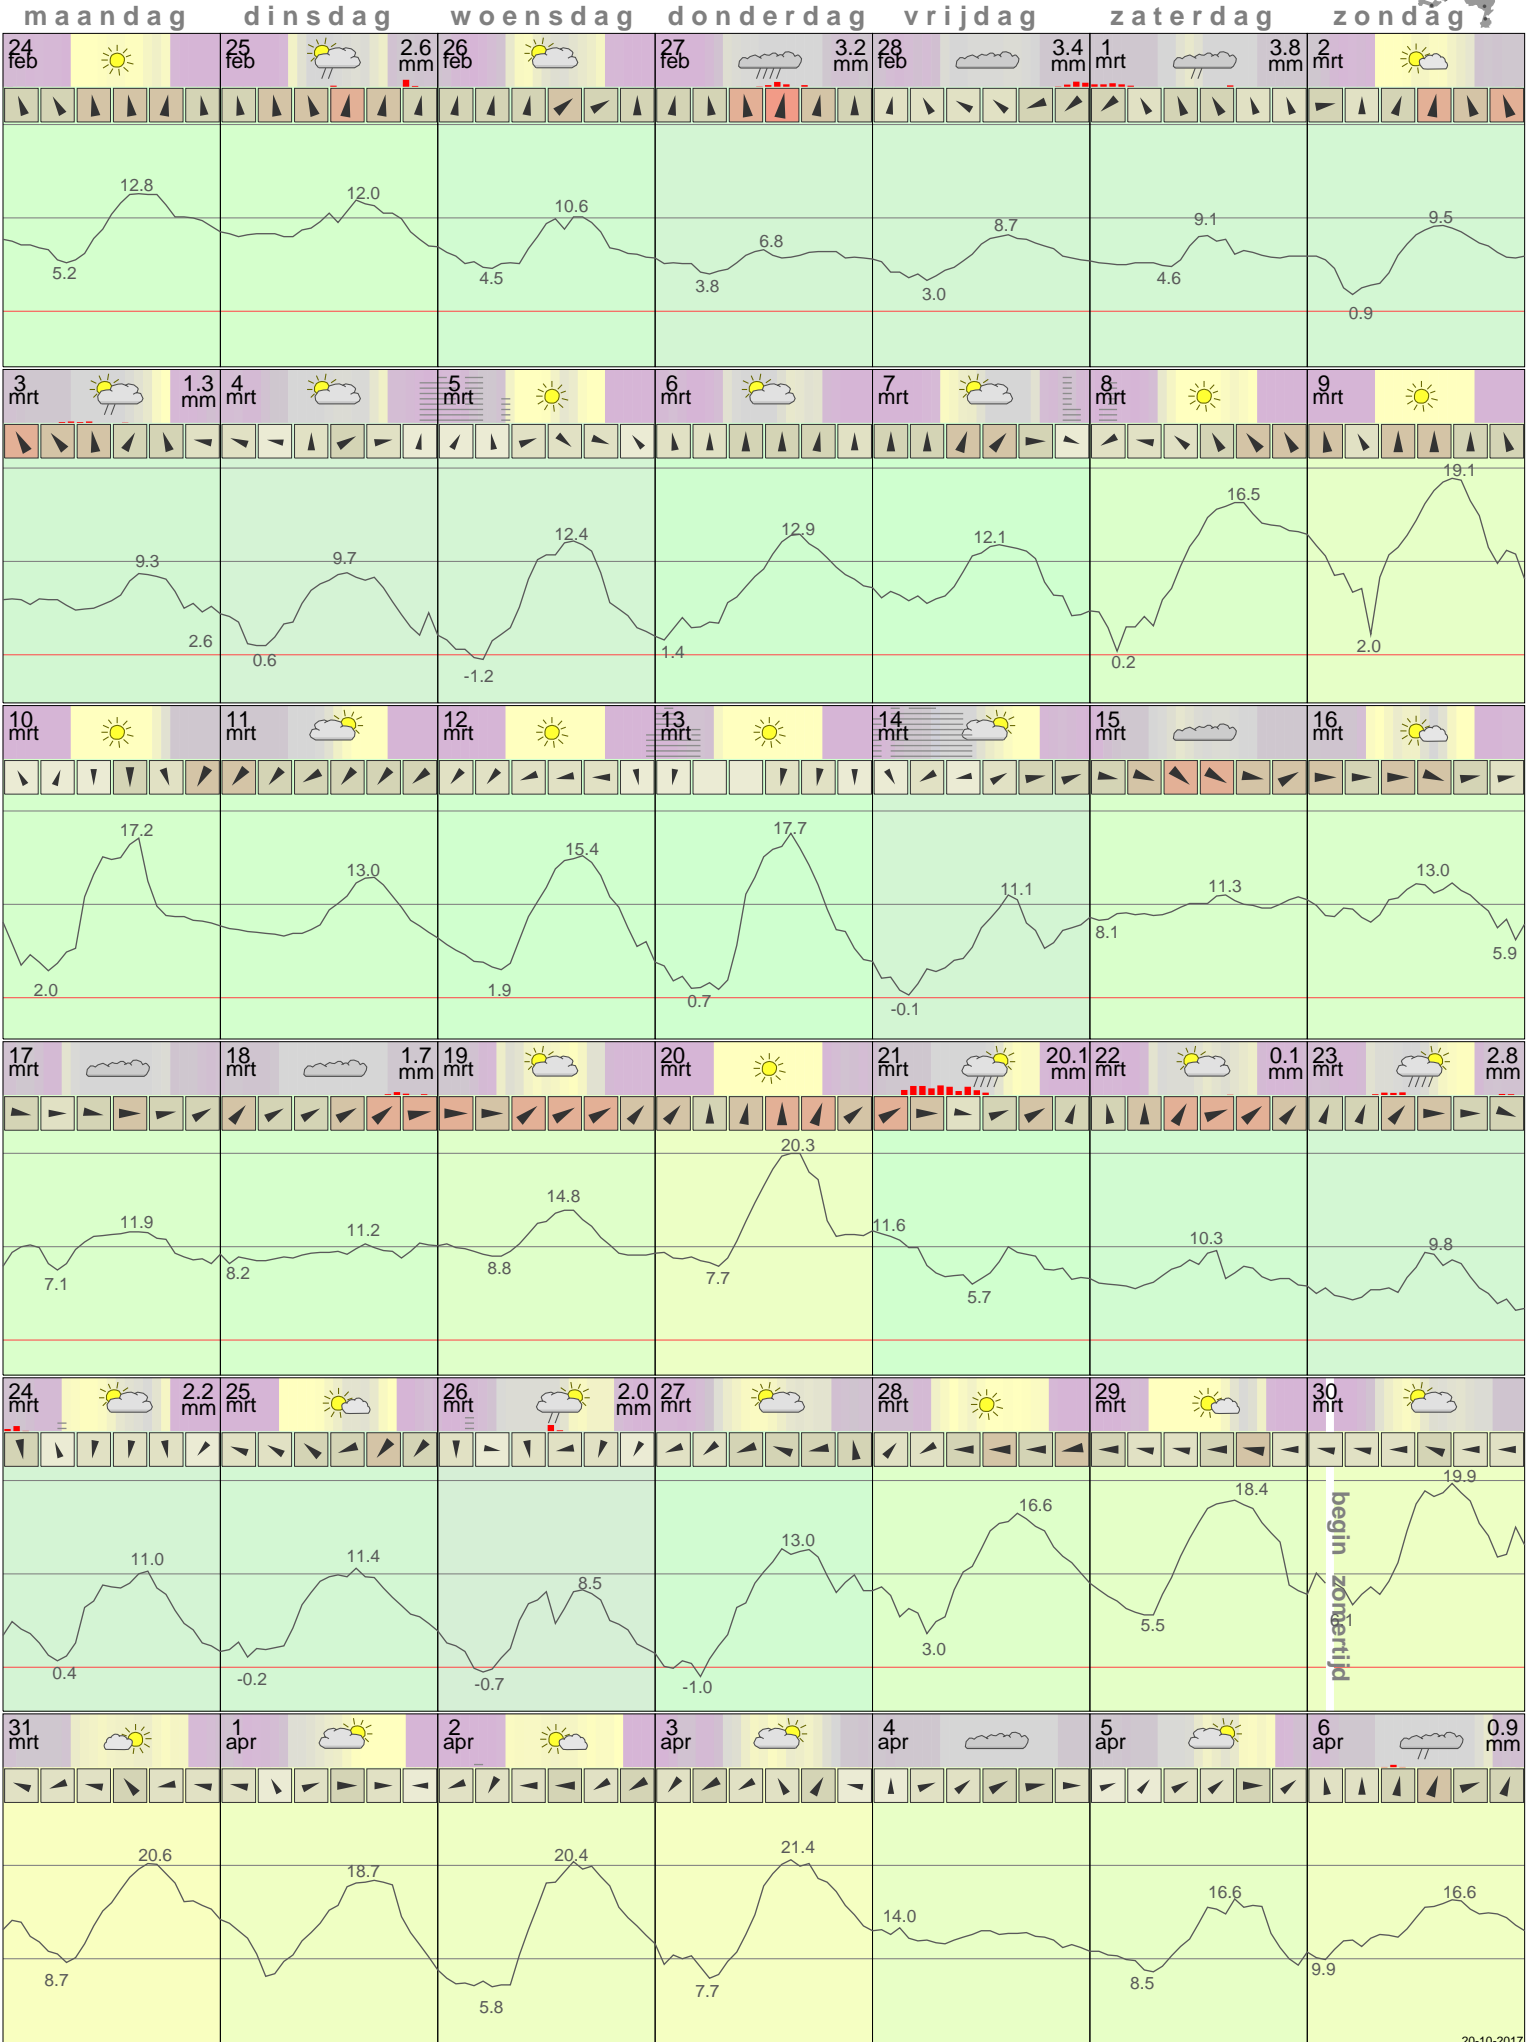 maandag dinsdag woensdag donderdag vrijdag zaterdag zondag
24 feb 25 feb 2.6 mm 26 feb 27 feb 3.2 mm 28 feb 3.4 mm 1 mrt 3.8 mm 2 mrt
12.8 12.0 10.6 6.8 8.7 9.1 9.5
5.2 4.5 3.8 3.0 4.6 0.9
3 mrt 1.3 mm 4 mrt 5 mrt 6 mrt 7 mrt 8 mrt 9 mrt
9.3 9.7 12.4 12.9 12.1 16.5 19.1
2.6 0.6 -1.2 1.4 0.2 2.0
10 mrt 11 mrt 12 mrt 13 mrt 14 mrt 15 mrt 16 mrt
17.2 13.0 15.4 17.7 11.1 11.3 13.0
2.0 1.9 0.7 -0.1 8.1 5.9
17 mrt 18 mrt 1.7 mm 19 mrt 20 mrt 21 mrt 20.1 mm 22 mrt 0.1 mm 23 mrt 2.8 mm
11.9 11.2 14.8 20.3 11.6 10.3 9.8
7.1 8.2 8.8 7.7 5.7
24 mrt 2.2 mm 25 mrt 26 mrt 2.0 mm 27 mrt 28 mrt 29 mrt 30 mrt
11.0 11.4 8.5 13.0 16.6 18.4 19.9
0.4 -0.2 -0.7 -1.0 3.0 5.5
begin zomertijd
31 mrt 1 apr 2 apr 3 apr 4 apr 5 apr 6 apr 0.9 mm
20.6 18.7 20.4 21.4 14.0 16.6 16.6
8.7 5.8 7.7 8.5 9.9
20-10-2017